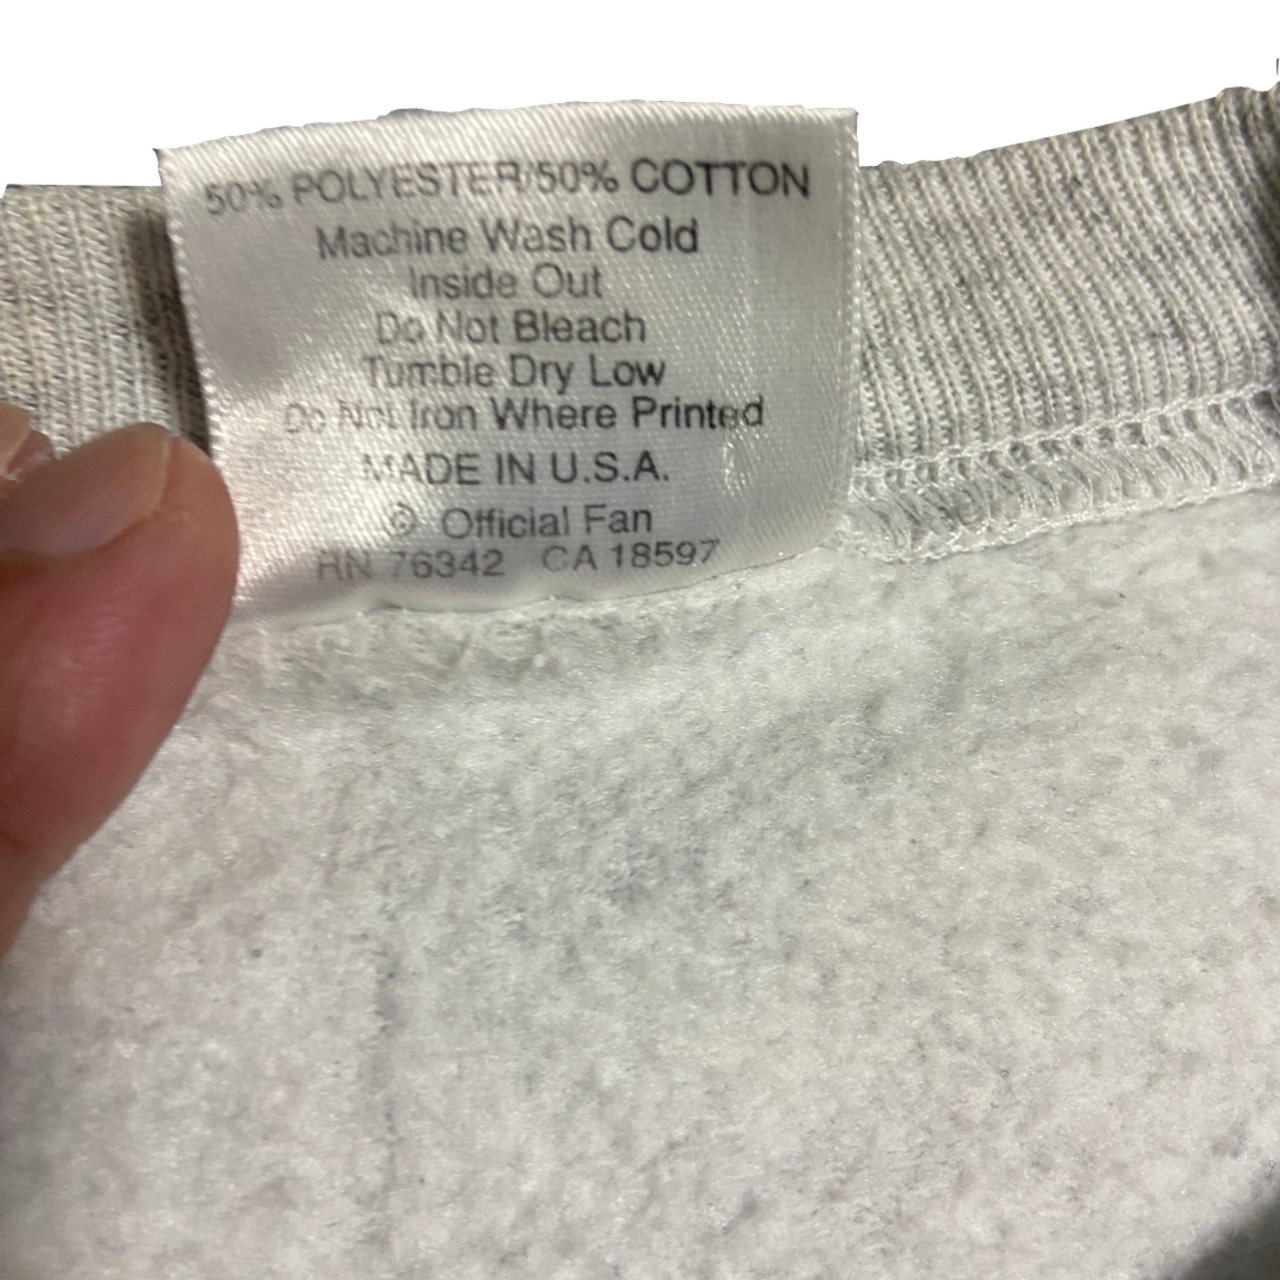 50% POLYESTER/50% COTTON
Machine Wash Cold
Inside Out
Do Not Bleach
Tumble Dry Low
Do Not Iron Where Printed
MADE IN U.S.A.
© Official Fan
RN 76342 CA 18597